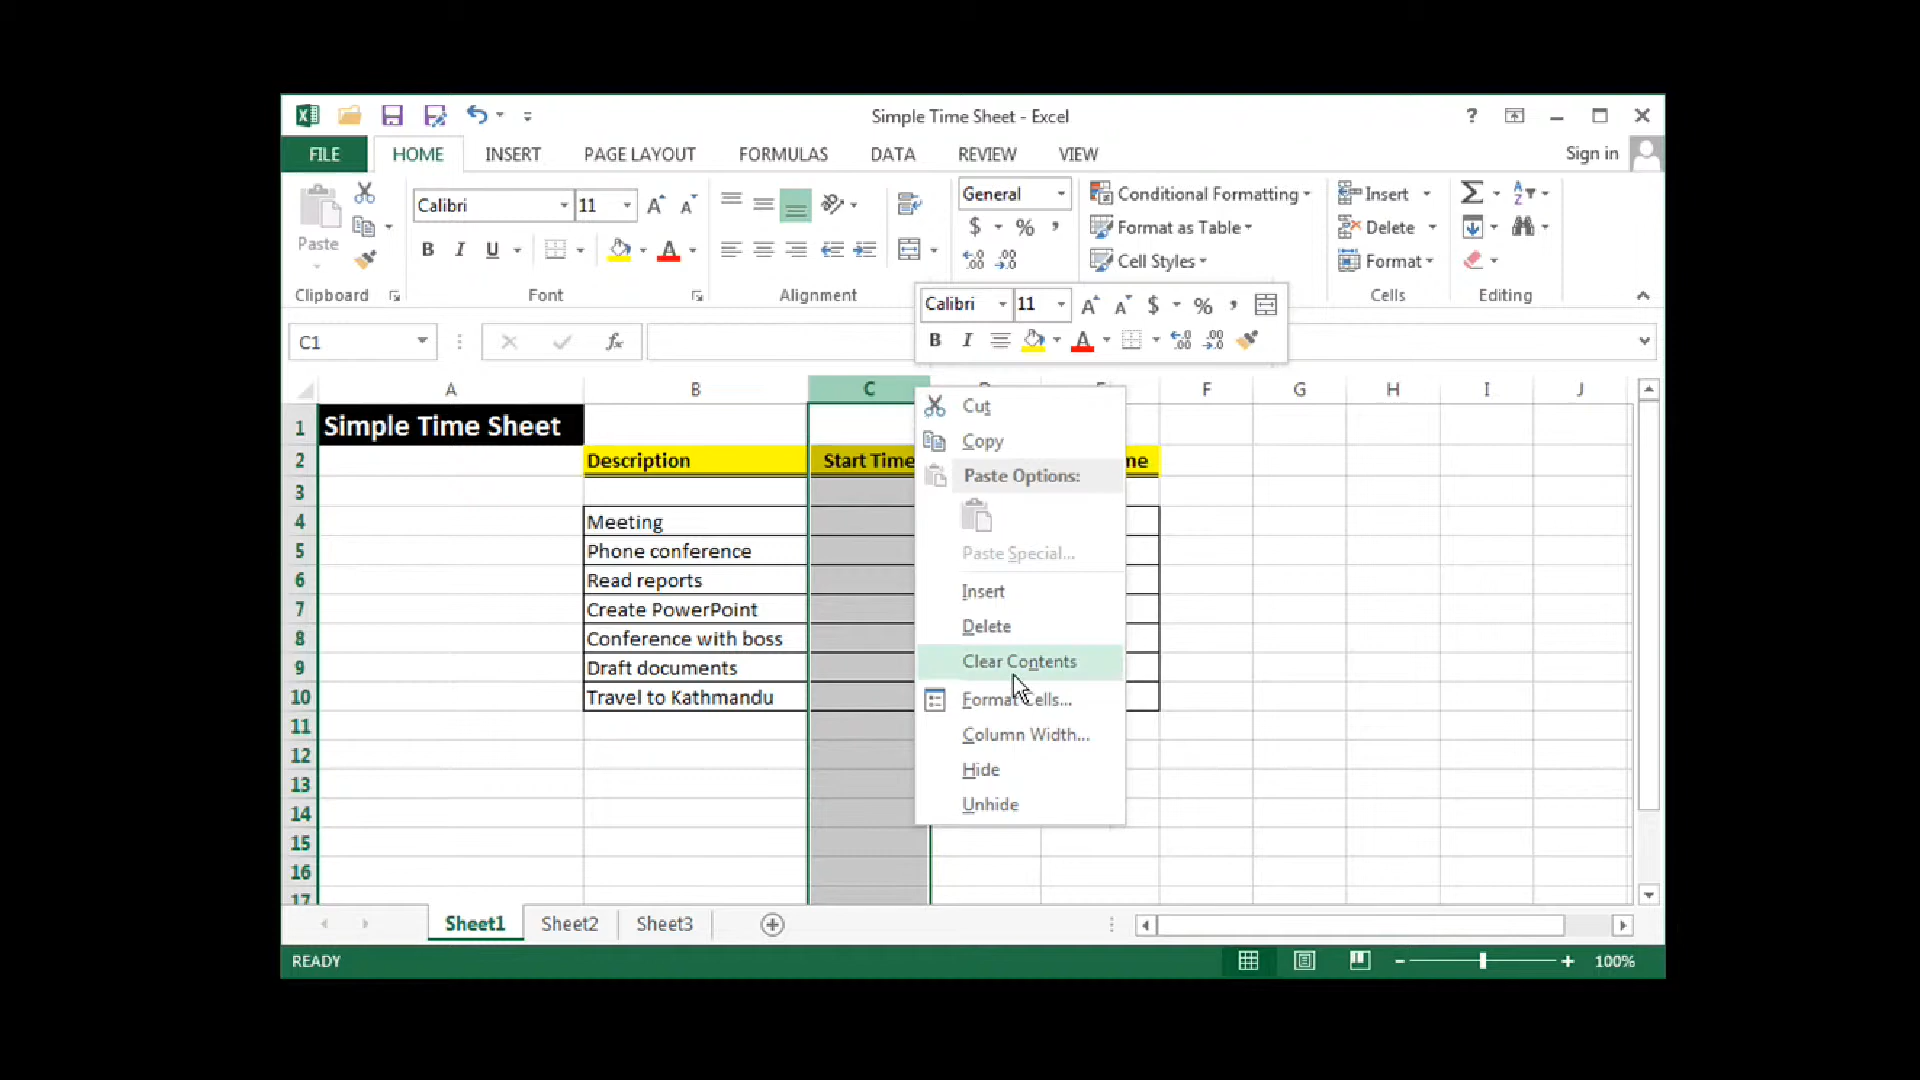 Simple Time Sheet - Excel
?
FILE HOME INSERT PAGE LAYOUT FORMULAS DATA REVIEW VIEW Sign in
Paste
Calibri 11
B I U A
General
$ % ,
Conditional Formatting
Format as Table
Cell Styles
Insert
Delete
Format
Clipboard Font Alignment Cells Editing
Calibri 11 $ % ,
B I A
C1 fx
A B C F G H I J
1 Simple Time Sheet
2 Description Start Time me
3
4 Meeting
5 Phone conference
6 Read reports
7 Create PowerPoint
8 Conference with boss
9 Draft documents
10 Travel to Kathmandu
11
12
13
14
15
16
17
Cut
Copy
Paste Options:
Paste Special...
Insert
Delete
Clear Contents
Format Cells...
Column Width...
Hide
Unhide
Sheet1 Sheet2 Sheet3
READY 100%